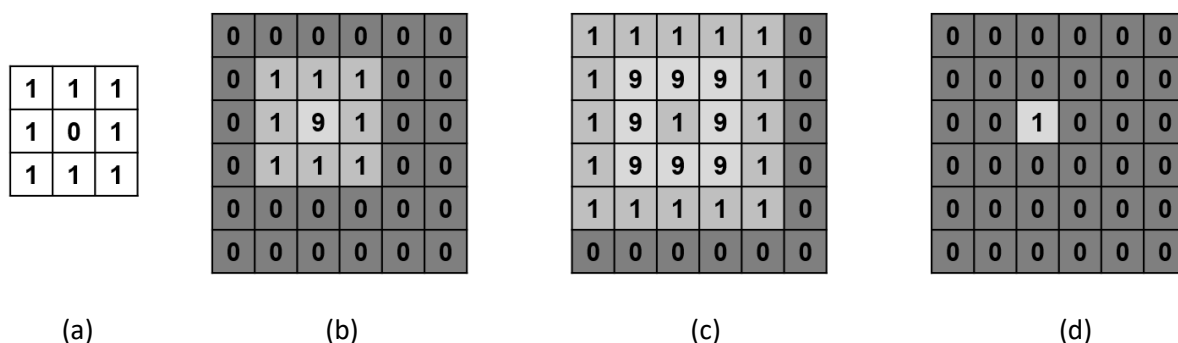 1 1 1
1 0 1
1 1 1
(a)
0 0 0 0 0 0
0 1 1 1 0 0
0 1 9 1 0 0
0 1 1 1 0 0
0 0 0 0 0 0
0 0 0 0 0 0
(b)
1 1 1 1 1 0
1 9 9 9 1 0
1 9 1 9 1 0
1 9 9 9 1 0
1 1 1 1 1 0
0 0 0 0 0 0
(c)
0 0 0 0 0 0
0 0 0 0 0 0
0 0 1 0 0 0
0 0 0 0 0 0
0 0 0 0 0 0
0 0 0 0 0 0
(d)